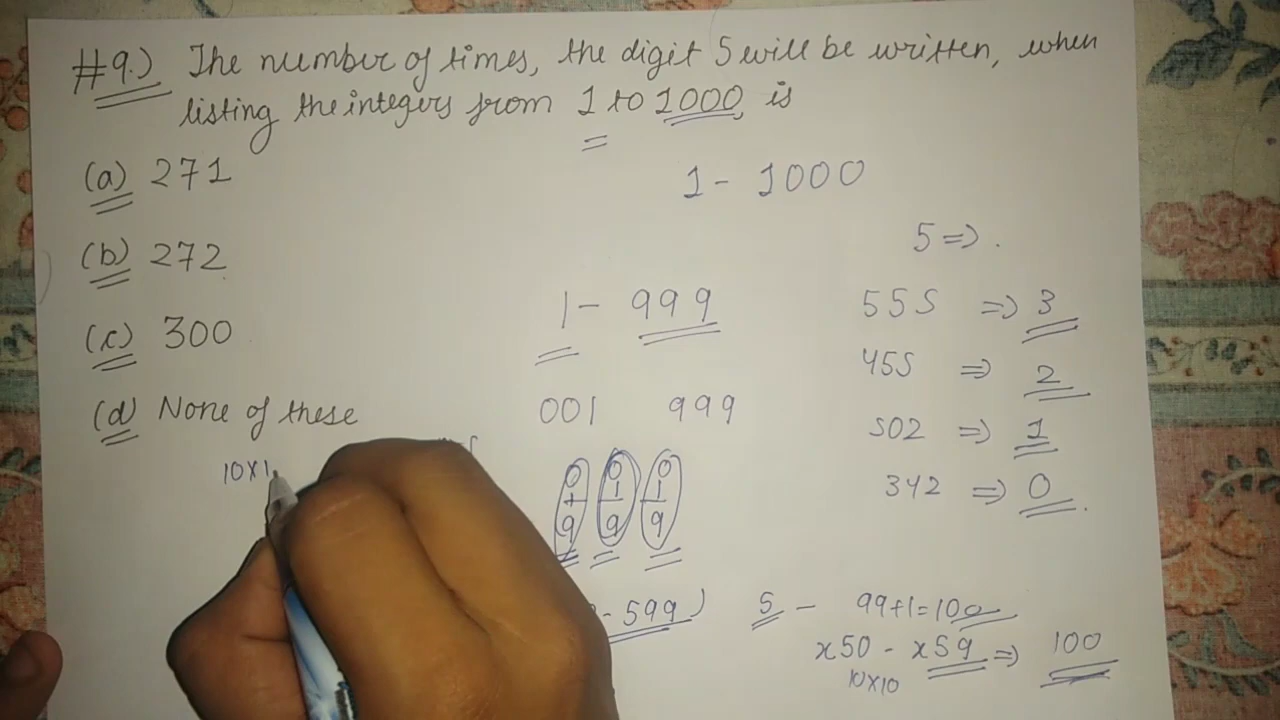 #9.) The number of times, the digit 5 will be written, when
listing the integers from 1 to 1000, is
(a) 271
(b) 272
(c) 300
(d) None of these
1 - 1000
5 => .
1 - 999
555 => 3
455 => 2
001 999
502 => 1
342 => 0
10x1
0 0 0
- - -
9 9 9
- 599) 5 - 99+1=100
x50 - x59 => 100
10x10